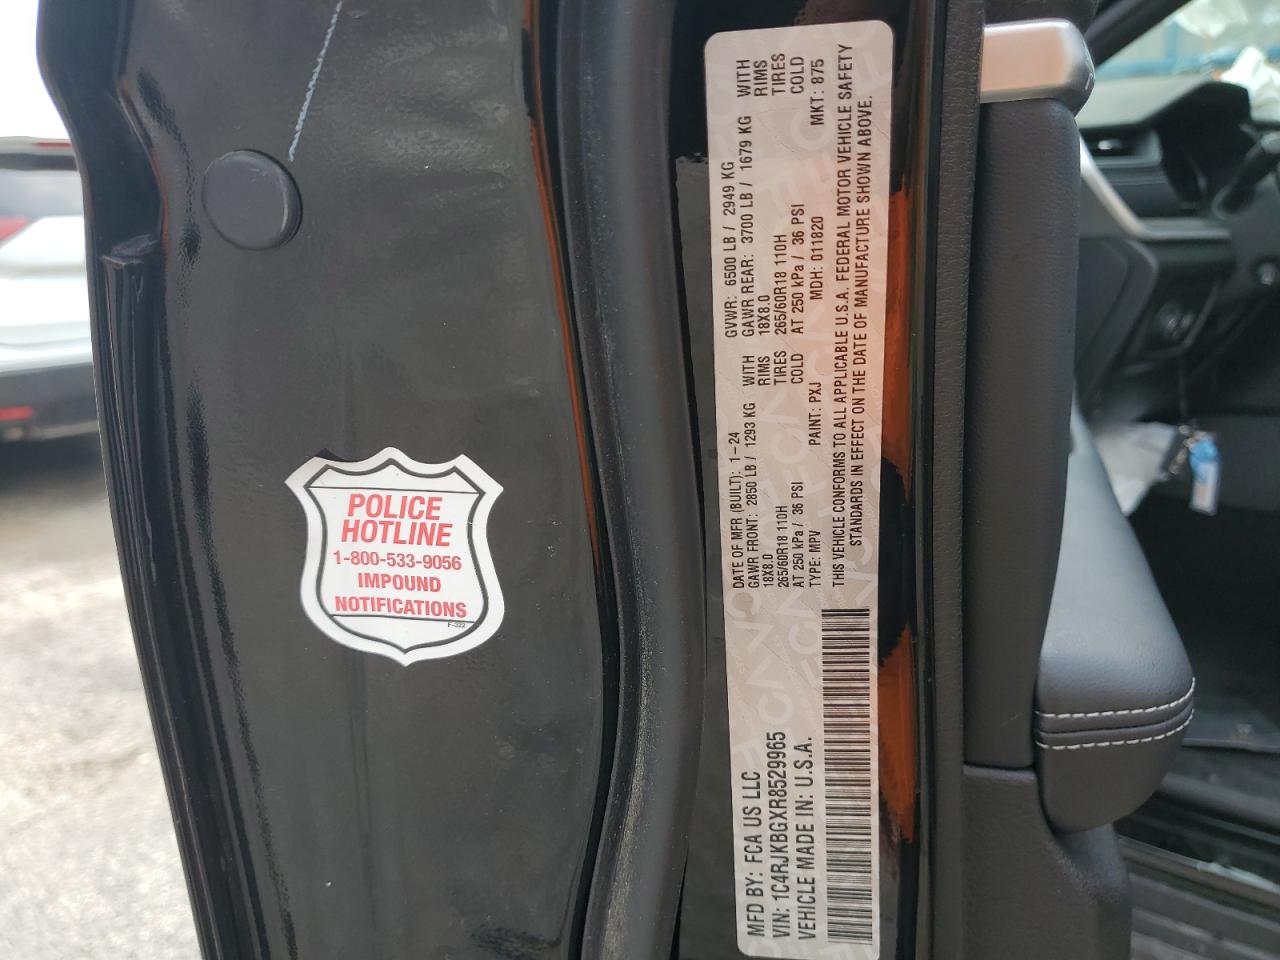 POLICE
HOTLINE
1-800-533-9056
IMPOUND
NOTIFICATIONS
F-322
MFD BY: FCA US LLC
VIN: 1C4RJKBGXR8529965
VEHICLE MADE IN: U.S.A.
DATE OF MFR (BUILT): 1-24 GVWR: 6500 LB / 2949 KG
GAWR FRONT: 2850 LB / 1293 KG WITH GAWR REAR: 3700 LB / 1679 KG WITH
18X8.0 RIMS 18X8.0 RIMS
265/60R18 110H TIRES 265/60R18 110H TIRES
AT 250 kPa / 36 PSI COLD AT 250 kPa / 36 PSI COLD
TYPE: MPV PAINT: PXJ MDH: 011820 MKT: 875
THIS VEHICLE CONFORMS TO ALL APPLICABLE U.S.A. FEDERAL MOTOR VEHICLE SAFETY
STANDARDS IN EFFECT ON THE DATE OF MANUFACTURE SHOWN ABOVE.